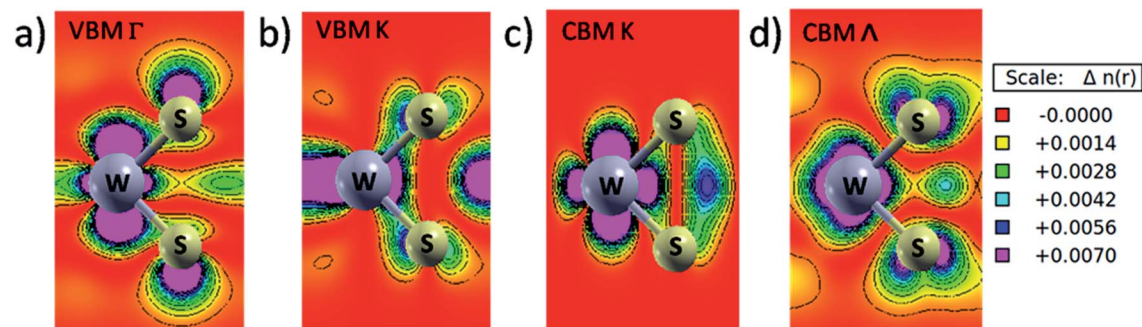 a) VBM Γ
b) VBM K
c) CBM K
d) CBM Λ
S
W
S
S
W
S
S
W
S
S
W
S
Scale: Δ n(r)
-0.0000
+0.0014
+0.0028
+0.0042
+0.0056
+0.0070